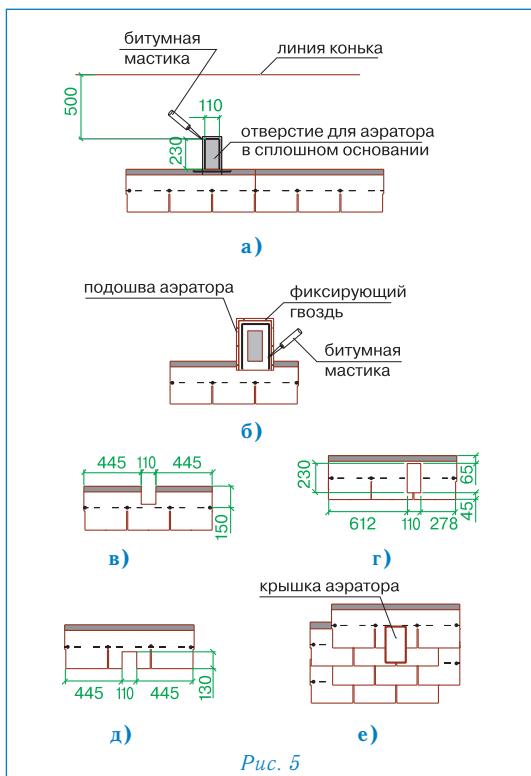 битумная
мастика
линия конька
500
110
230
отверстие для аэратора
в сплошном основании
а)
подошва аэратора
фиксирующий
гвоздь
битумная
мастика
б)
445 110 445
150
в)
230
65
45
612 110 278
г)
445 110 445
130
д)
крышка аэратора
е)
Рис. 5